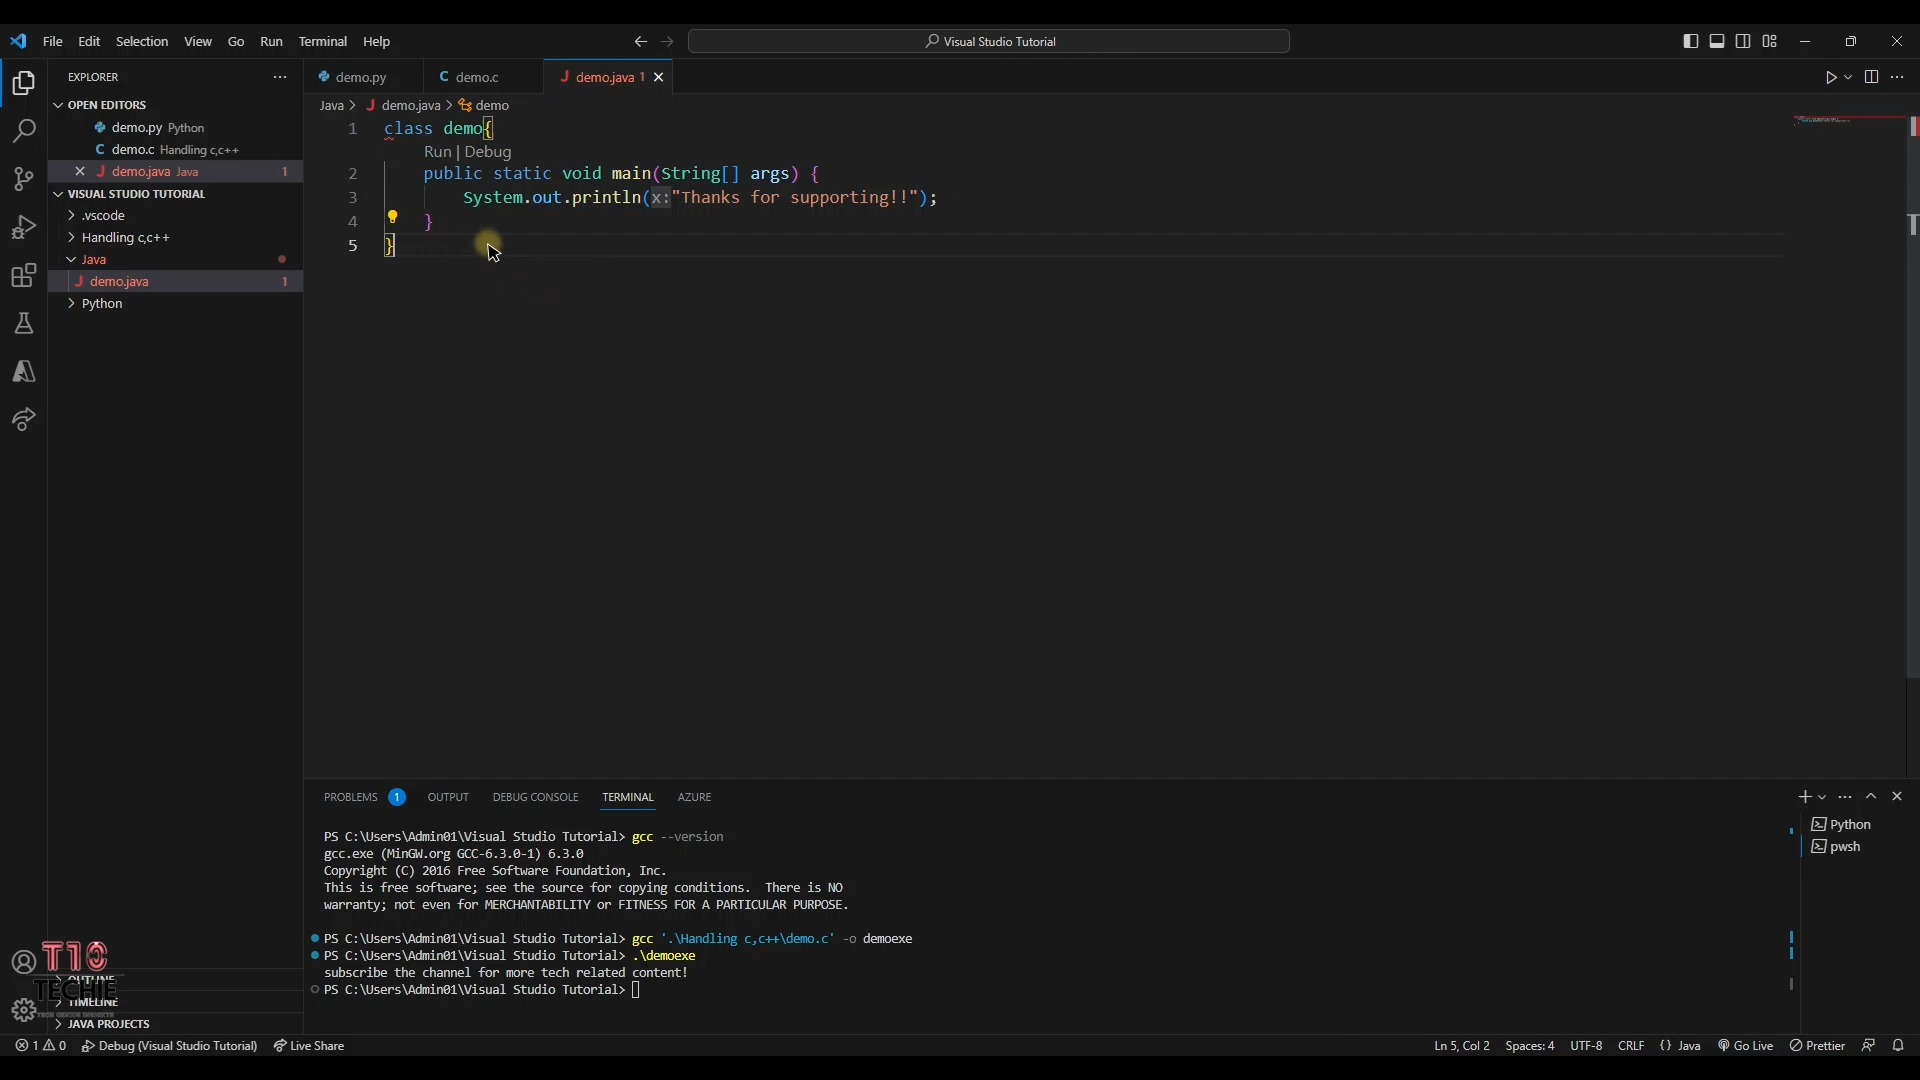 File Edit Selection View Go Run Terminal Help
Visual Studio Tutorial
EXPLORER
OPEN EDITORS
demo.py Python
demo.c Handling c,c++
demo.java Java 1
VISUAL STUDIO TUTORIAL
.vscode
Handling c,c++
Java
demo.java 1
Python
OUTLINE
TIMELINE
JAVA PROJECTS
T1C
TECHIE
demo.py demo.c demo.java 1
Java > demo.java > demo
1 class demo{
Run | Debug
2 public static void main(String[] args) {
3 System.out.println(x:"Thanks for supporting!!");
4 }
5 }
PROBLEMS 1 OUTPUT DEBUG CONSOLE TERMINAL AZURE
PS C:\Users\Admin01\Visual Studio Tutorial> gcc --version
gcc.exe (MinGW.org GCC-6.3.0-1) 6.3.0
Copyright (C) 2016 Free Software Foundation, Inc.
This is free software; see the source for copying conditions.  There is NO
warranty; not even for MERCHANTABILITY or FITNESS FOR A PARTICULAR PURPOSE.
PS C:\Users\Admin01\Visual Studio Tutorial> gcc '.\Handling c,c++\demo.c' -o demoexe
PS C:\Users\Admin01\Visual Studio Tutorial> .\demoexe
subscribe the channel for more tech related content!
PS C:\Users\Admin01\Visual Studio Tutorial>
Python
pwsh
1 0 Debug (Visual Studio Tutorial) Live Share Ln 5, Col 2 Spaces: 4 UTF-8 CRLF {} Java Go Live Prettier